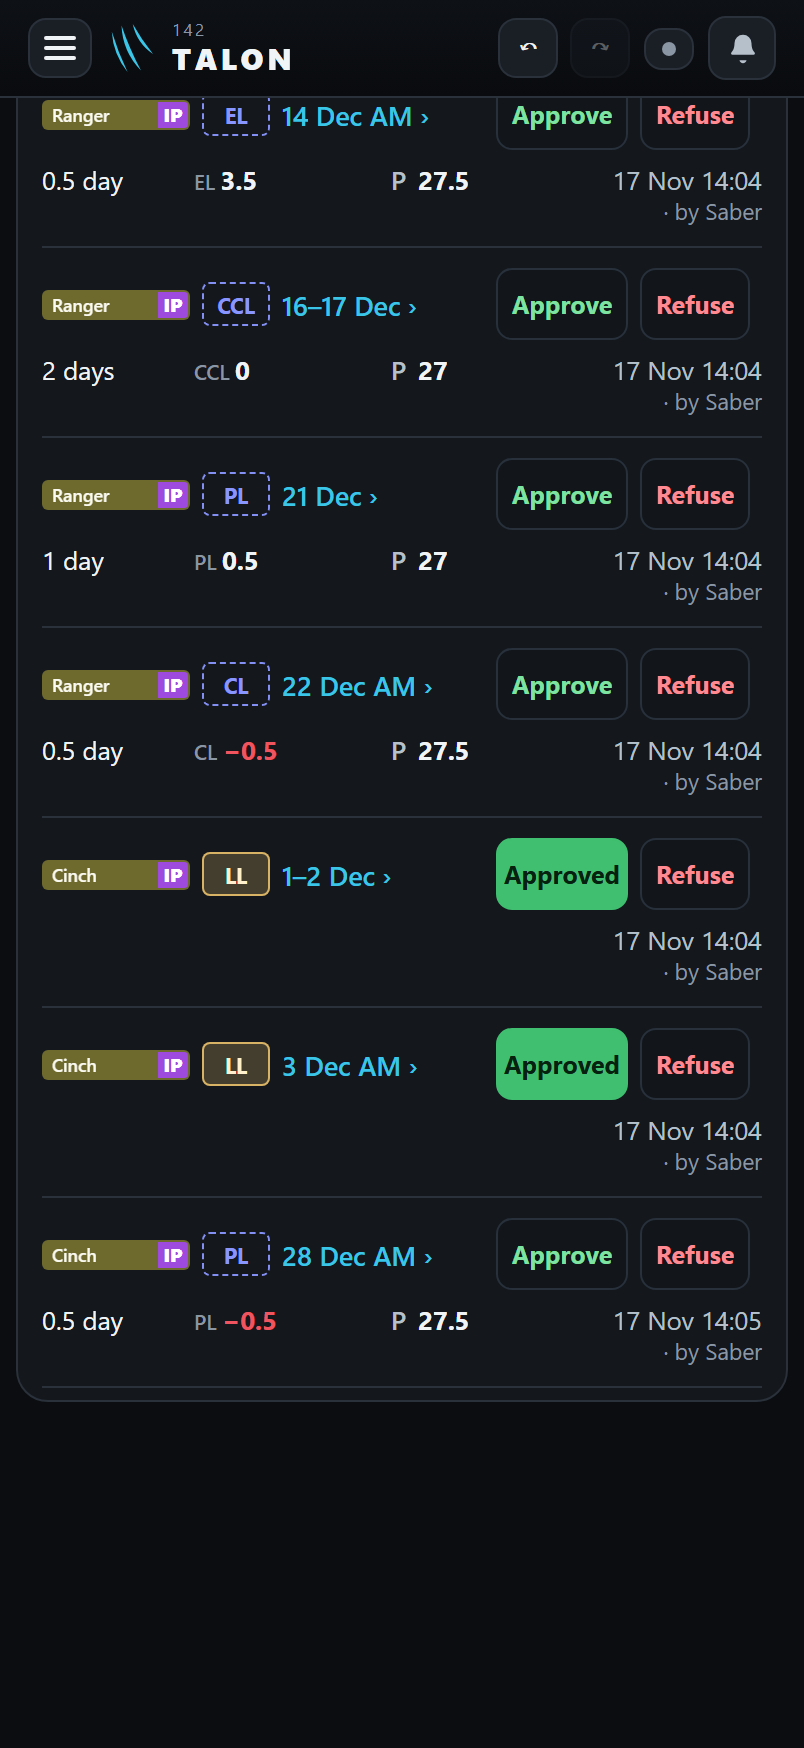 142
TALON
Ranger IP EL 14 Dec AM › Approve Refuse
0.5 day EL 3.5 P 27.5 17 Nov 14:04
· by Saber
Ranger IP CCL 16–17 Dec › Approve Refuse
2 days CCL 0 P 27 17 Nov 14:04
· by Saber
Ranger IP PL 21 Dec › Approve Refuse
1 day PL 0.5 P 27 17 Nov 14:04
· by Saber
Ranger IP CL 22 Dec AM › Approve Refuse
0.5 day CL −0.5 P 27.5 17 Nov 14:04
· by Saber
Cinch IP LL 1–2 Dec › Approved Refuse
17 Nov 14:04
· by Saber
Cinch IP LL 3 Dec AM › Approved Refuse
17 Nov 14:04
· by Saber
Cinch IP PL 28 Dec AM › Approve Refuse
0.5 day PL −0.5 P 27.5 17 Nov 14:05
· by Saber